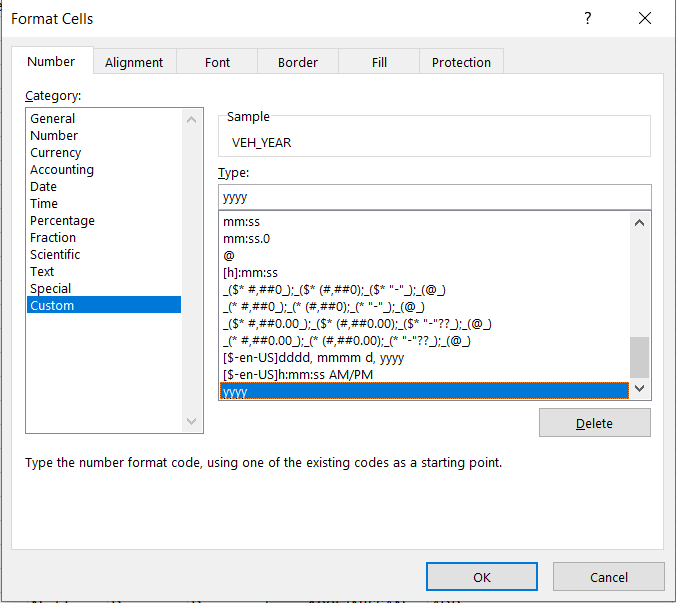 Format Cells
?
Number
Alignment
Font
Border
Fill
Protection
Category:
General
Number
Currency
Accounting
Date
Time
Percentage
Fraction
Scientific
Text
Special
Custom
Sample
VEH_YEAR
Type:
yyyy
mm:ss
mm:ss.0
@
[h]:mm:ss
_($* #,##0_);_($* (#,##0);_($* "-"_);_(@_)
_(* #,##0_);_(* (#,##0);_(* "-"_);_(@_)
_($* #,##0.00_);_($* (#,##0.00);_($* "-"??_);_(@_)
_(* #,##0.00_);_(* (#,##0.00);_(* "-"??_);_(@_)
[$-en-US]dddd, mmmm d, yyyy
[$-en-US]h:mm:ss AM/PM
yyyy
Delete
Type the number format code, using one of the existing codes as a starting point.
OK
Cancel